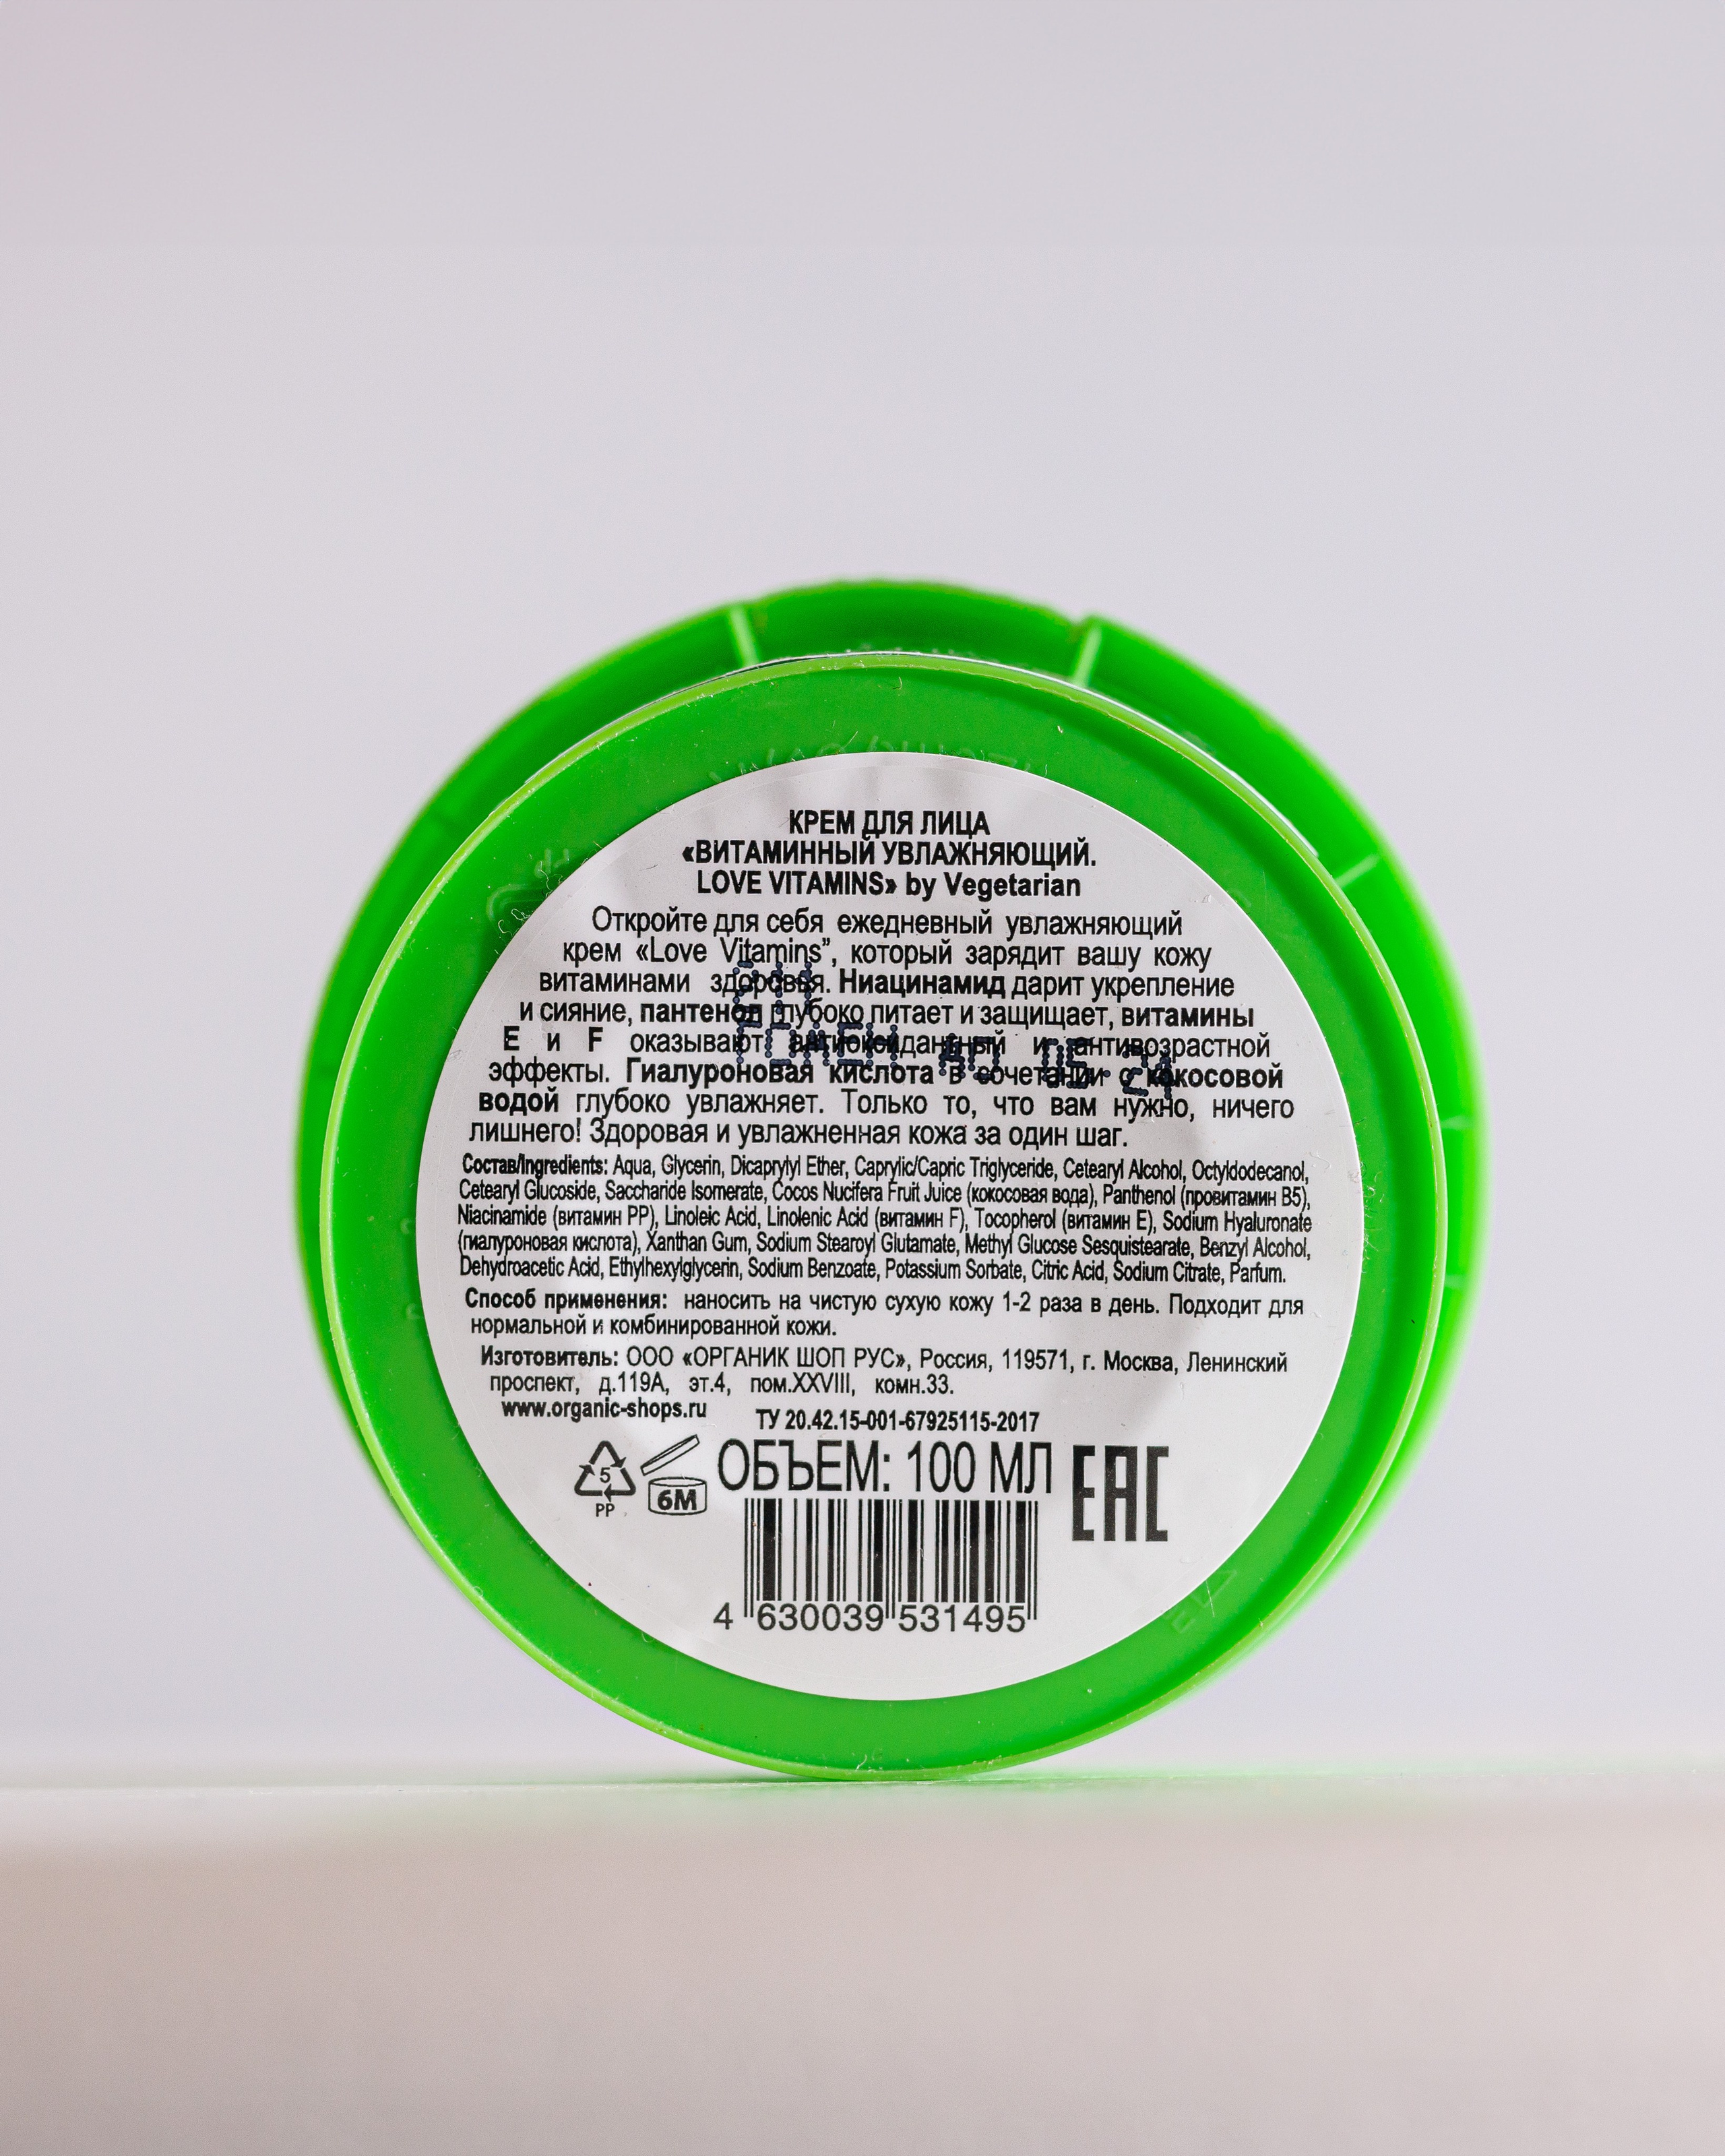 КРЕМ ДЛЯ ЛИЦА
«ВИТАМИННЫЙ УВЛАЖНЯЮЩИЙ.
LOVE VITAMINS» by Vegetarian
Откройте для себя ежедневный увлажняющий
крем «Love Vitamins”, который зарядит вашу кожу
витаминами здоровья. Ниацинамид дарит укрепление
и сияние, пантенол глубоко питает и защищает, витамины
E и F оказывают антиоксидантный и антивозрастной
эффекты. Гиалуроновая кислота в сочетании с кокосовой
водой глубоко увлажняет. Только то, что вам нужно, ничего
лишнего! Здоровая и увлажненная кожа за один шаг.
ГОДЕН ДО 05.24
Состав/Ingredients: Aqua, Glycerin, Dicaprylyl Ether, Caprylic/Capric Triglyceride, Cetearyl Alcohol, Octyldodecanol,
Cetearyl Glucoside, Saccharide Isomerate, Cocos Nucifera Fruit Juice (кокосовая вода), Panthenol (провитамин B5),
Niacinamide (витамин PP), Linoleic Acid, Linolenic Acid (витамин F), Tocopherol (витамин E), Sodium Hyaluronate
(гиалуроновая кислота), Xanthan Gum, Sodium Stearoyl Glutamate, Methyl Glucose Sesquistearate, Benzyl Alcohol,
Dehydroacetic Acid, Ethylhexylglycerin, Sodium Benzoate, Potassium Sorbate, Citric Acid, Sodium Citrate, Parfum.
Способ применения: наносить на чистую сухую кожу 1-2 раза в день. Подходит для
нормальной и комбинированной кожи.
Изготовитель: ООО «ОРГАНИК ШОП РУС», Россия, 119571, г. Москва, Ленинский
проспект, д.119А, эт.4, пом.XXVIII, комн.33.
www.organic-shops.ru
ТУ 20.42.15-001-67925115-2017
5
PP
6M
ОБЪЕМ: 100 МЛ
EAC
4 630039 531495